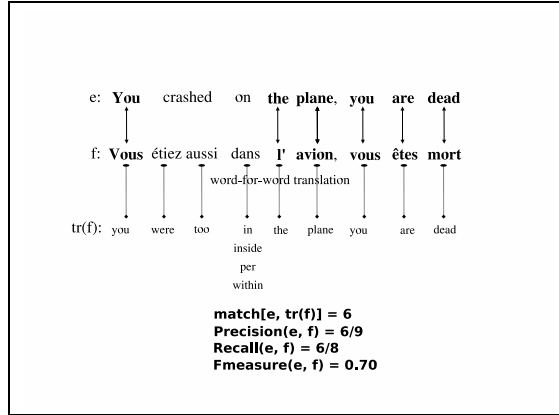 e: You crashed on the plane, you are dead
f: Vous étiez aussi dans l' avion, vous êtes mort
word-for-word translation
tr(f): you were too in the plane you are dead
inside
per
within
match[e, tr(f)] = 6
Precision(e, f) = 6/9
Recall(e, f) = 6/8
Fmeasure(e, f) = 0.70